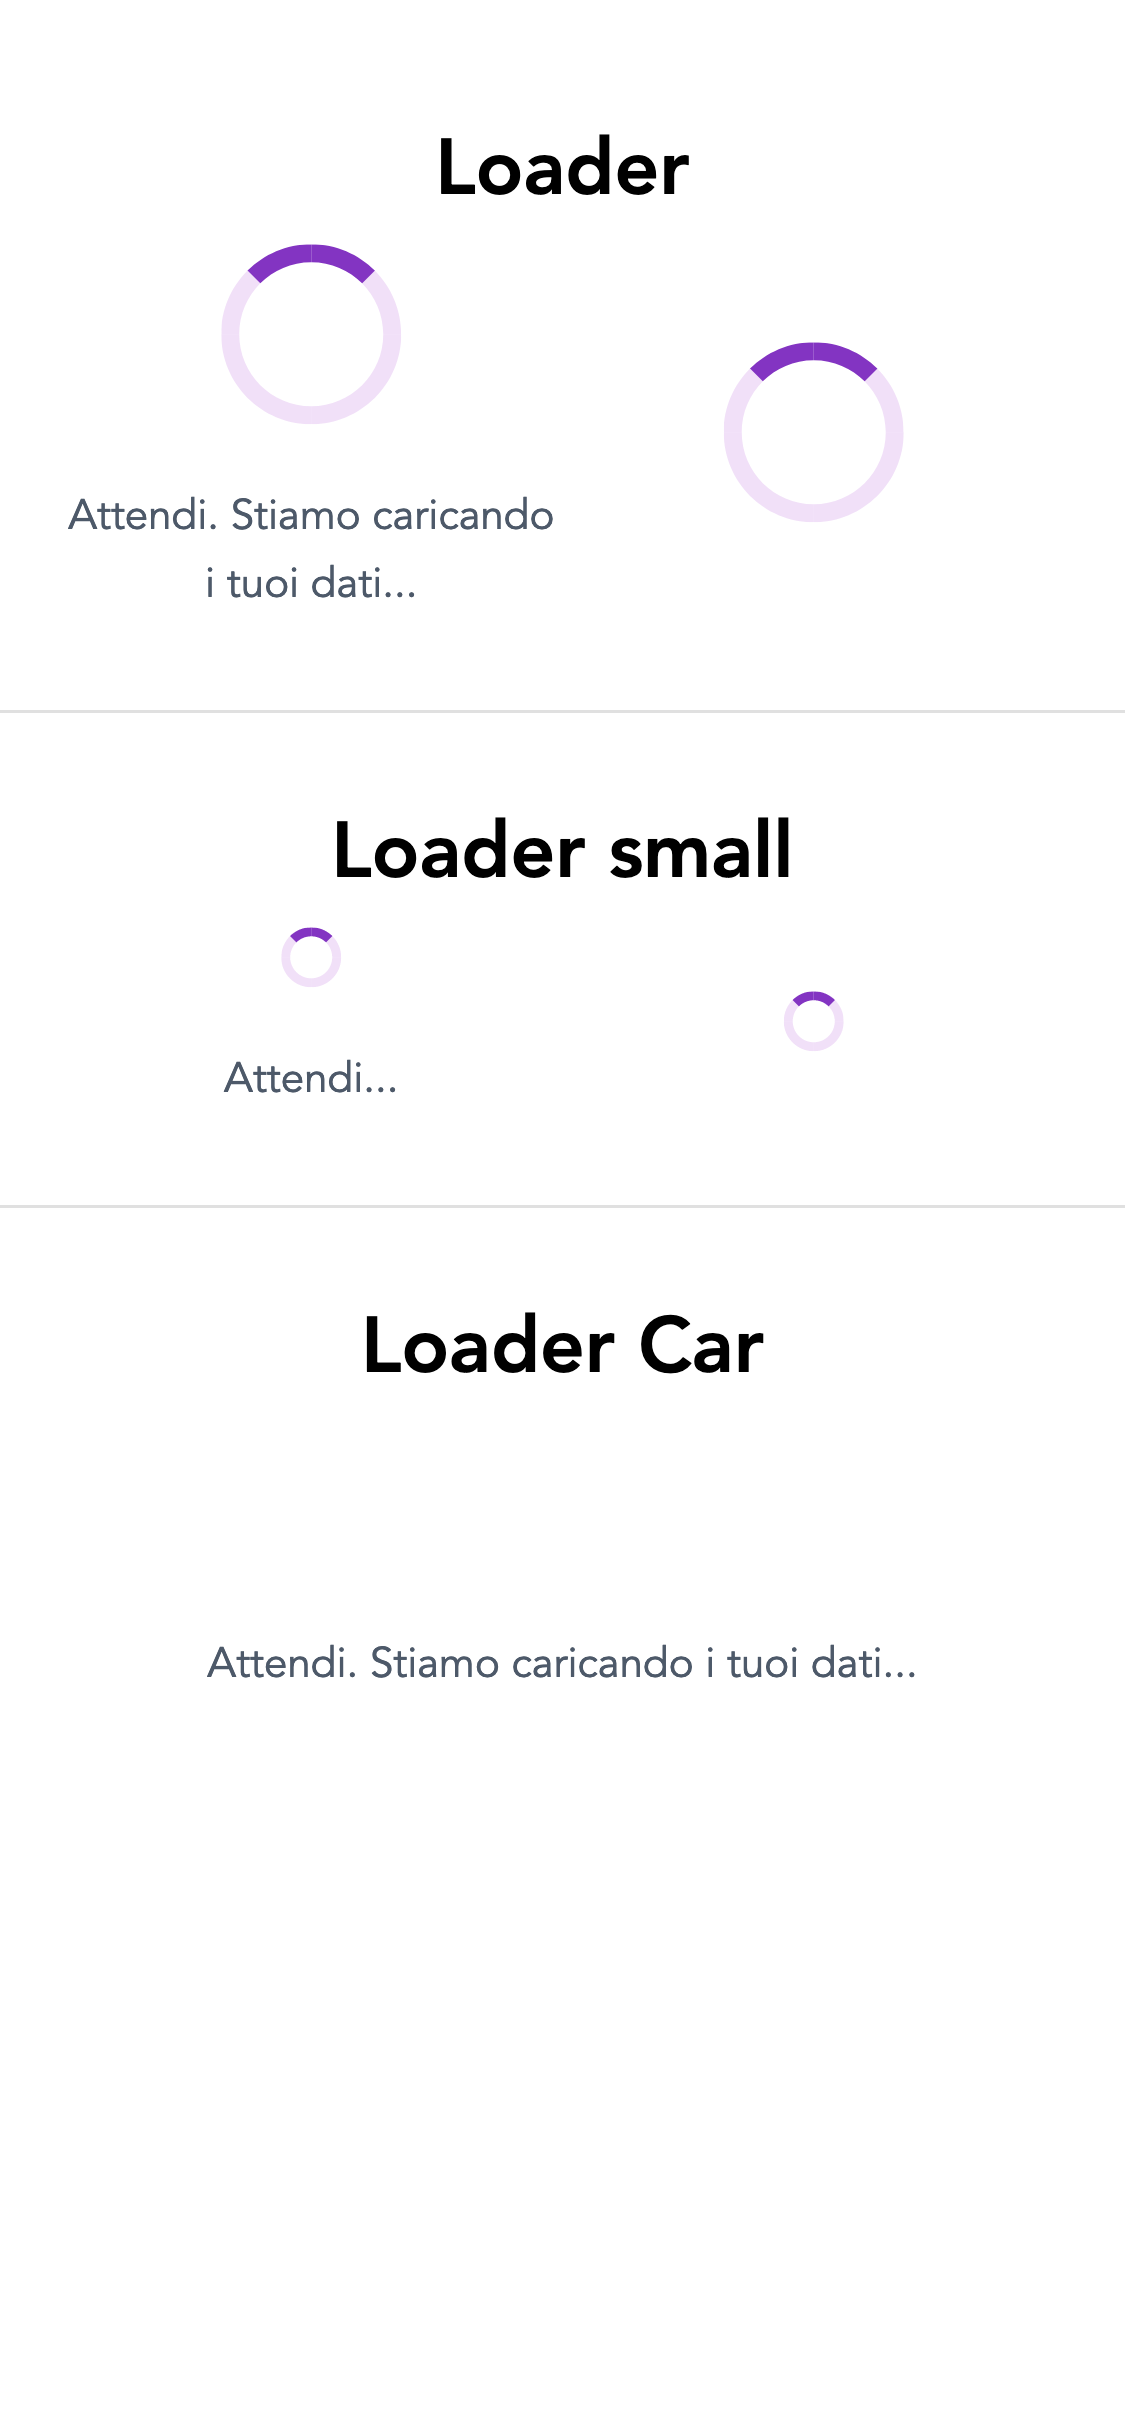 Loader
Attendi. Stiamo caricando
i tuoi dati...
Loader small
Attendi...
Loader Car
Attendi. Stiamo caricando i tuoi dati...